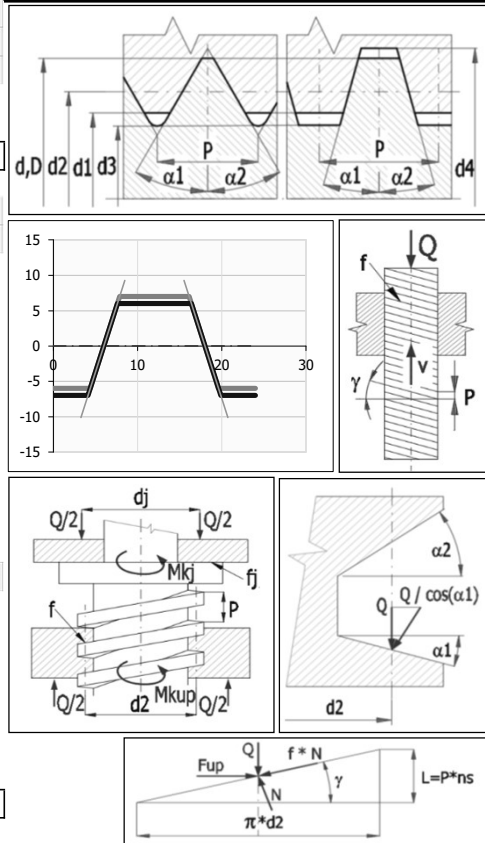 d,D d2 d1 d3 P α1 α2 P α1 α2 d4
15
10
5
0 0 10 20 30
-5
-10
-15
Q
f
v
γ
P
dj
Q/2 Q/2
Mkj
fj
f P
Q/2 Mkup Q/2
d2
α2
Q / cos(α1)
Q
α1
d2
Q f * N
Fup
γ L=P*ns
N
π*d2